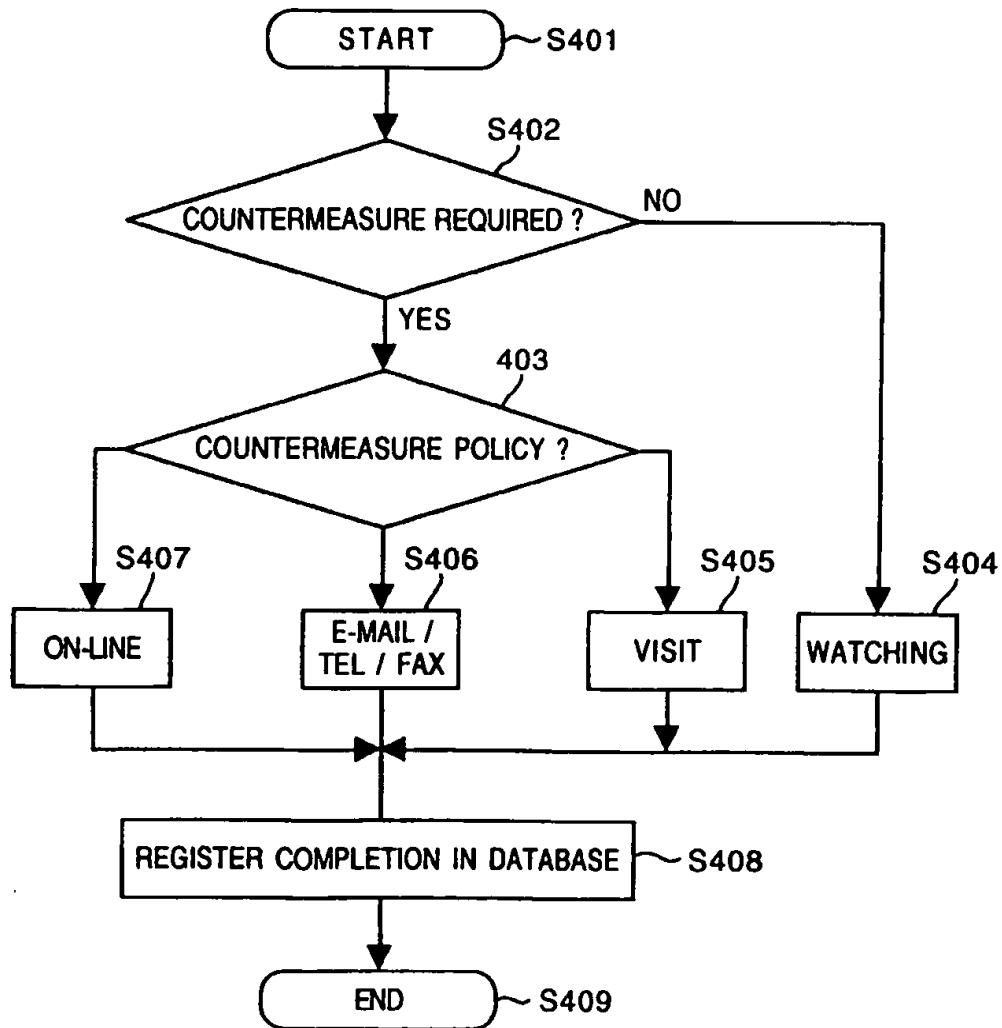 START
S401
S402
COUNTERMEASURE REQUIRED ?
NO
YES
403
COUNTERMEASURE POLICY ?
S407
S406
S405
S404
ON-LINE
E-MAIL /
TEL / FAX
VISIT
WATCHING
REGISTER COMPLETION IN DATABASE
S408
END
S409